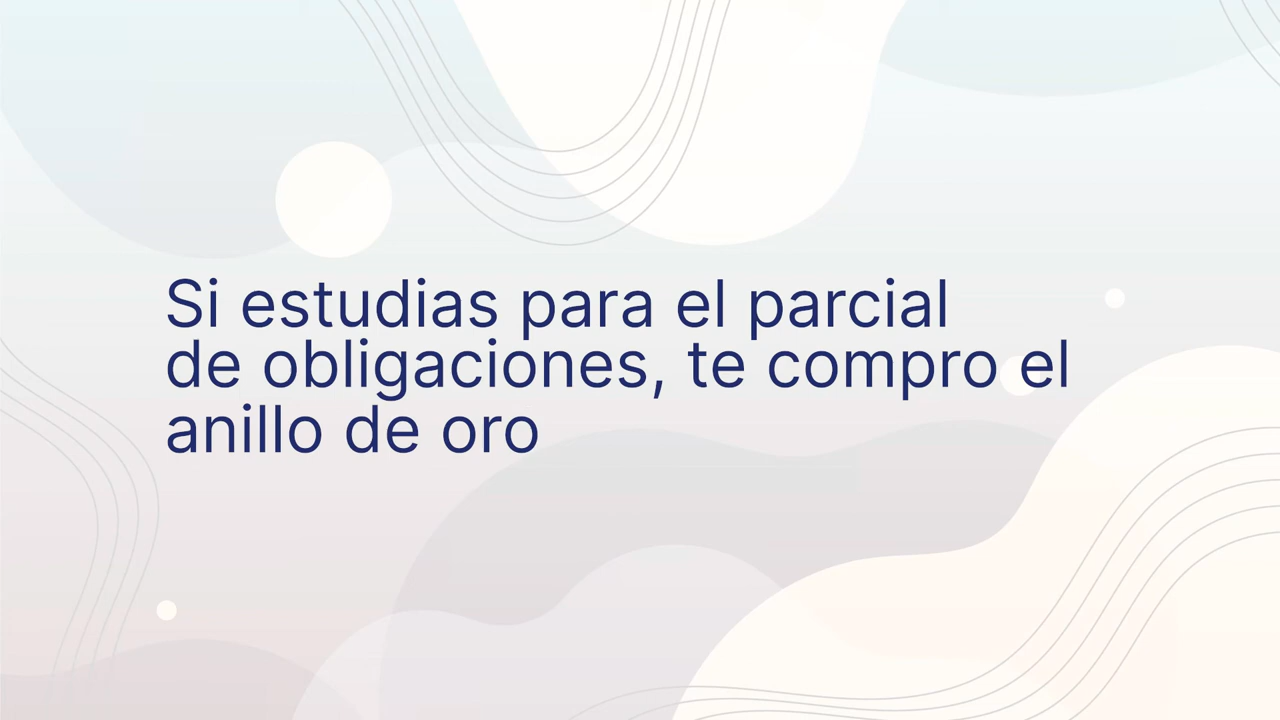 Si estudias para el parcial
de obligaciones, te compro el
anillo de oro